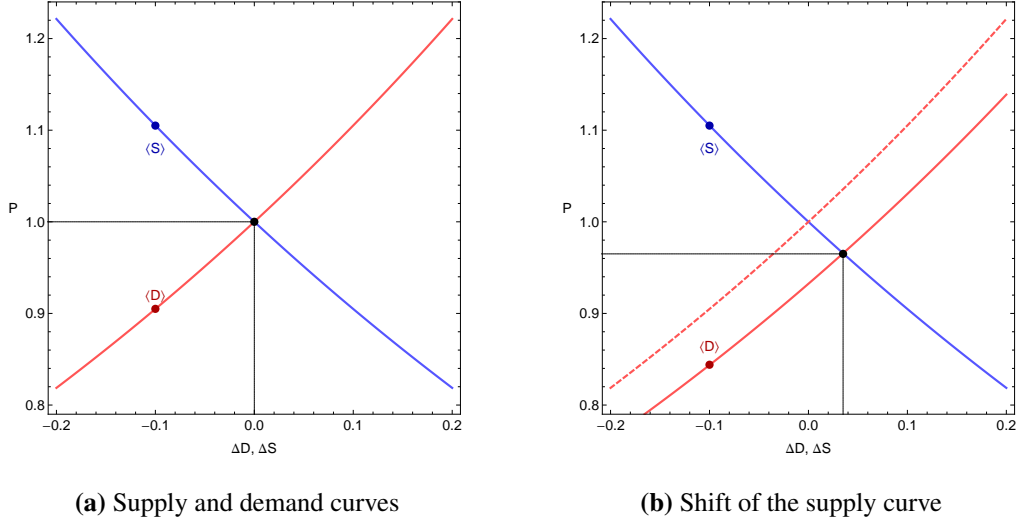 1.2
1.1
⟨S⟩
P
1.0
⟨D⟩
0.9
0.8
−0.2 −0.1 0.0 0.1 0.2
ΔD, ΔS
(a) Supply and demand curves
1.2
1.1
⟨S⟩
P
1.0
0.9
⟨D⟩
0.8
−0.2 −0.1 0.0 0.1 0.2
ΔD, ΔS
(b) Shift of the supply curve